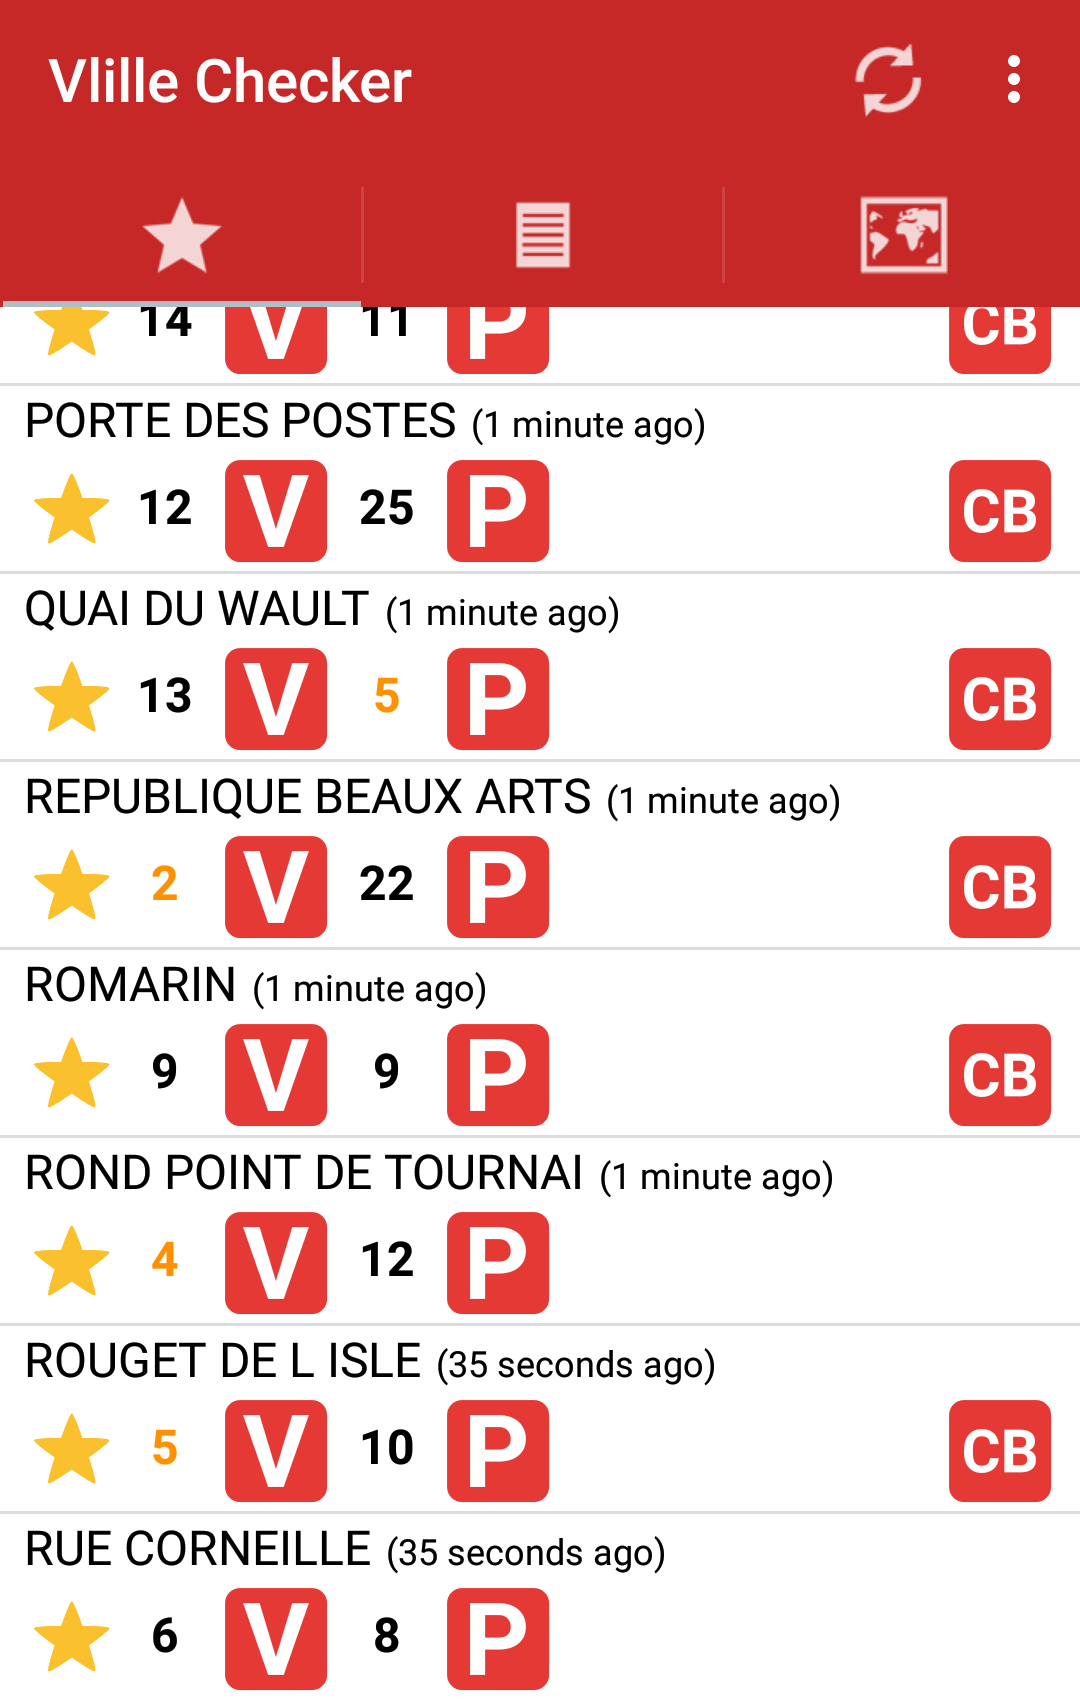 Vlille Checker
14 V 11 P CB
PORTE DES POSTES (1 minute ago)
12 V 25 P CB
QUAI DU WAULT (1 minute ago)
13 V 5 P CB
REPUBLIQUE BEAUX ARTS (1 minute ago)
2 V 22 P CB
ROMARIN (1 minute ago)
9 V 9 P CB
ROND POINT DE TOURNAI (1 minute ago)
4 V 12 P
ROUGET DE L ISLE (35 seconds ago)
5 V 10 P CB
RUE CORNEILLE (35 seconds ago)
6 V 8 P